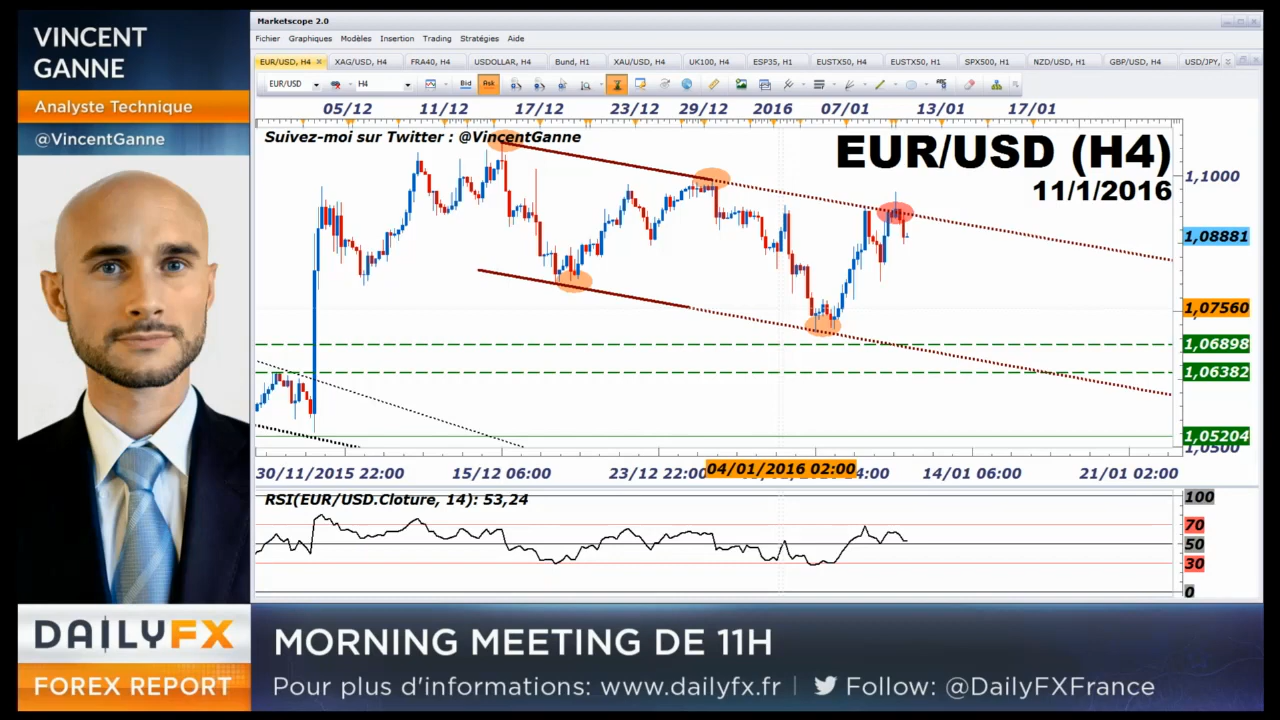 VINCENT
GANNE
Analyste Technique
@VincentGanne
DAILYFX
FOREX REPORT
Marketscope 2.0
Fichier Graphiques Modèles Insertion Trading Stratégies Aide
EUR/USD, H4 XAG/USD, H4 FRA40, H4 USDOLLAR, H4 Bund, H1 XAU/USD, H4 UK100, H4 ESP35, H1 EUSTX50, H4 EUSTX50, H1 SPX500, H1 NZD/USD, H1 GBP/USD, H4 USD/JPY,
EUR/USD H4 Bid Ask
05/12 11/12 17/12 23/12 29/12 2016 07/01 13/01 17/01
Suivez-moi sur Twitter : @VincentGanne
EUR/USD (H4)
11/1/2016
1,1000
1,08881
1,07560
1,06898
1,06382
1,05204
1,0500
30/11/2015 22:00 15/12 06:00 23/12 22:00 04/01/2016 02:00 14:00 14/01 06:00 21/01 02:00
RSI(EUR/USD.Cloture, 14): 53,24
100
70
50
30
0
MORNING MEETING DE 11H
Pour plus d'informations: www.dailyfx.fr | Follow: @DailyFXFrance